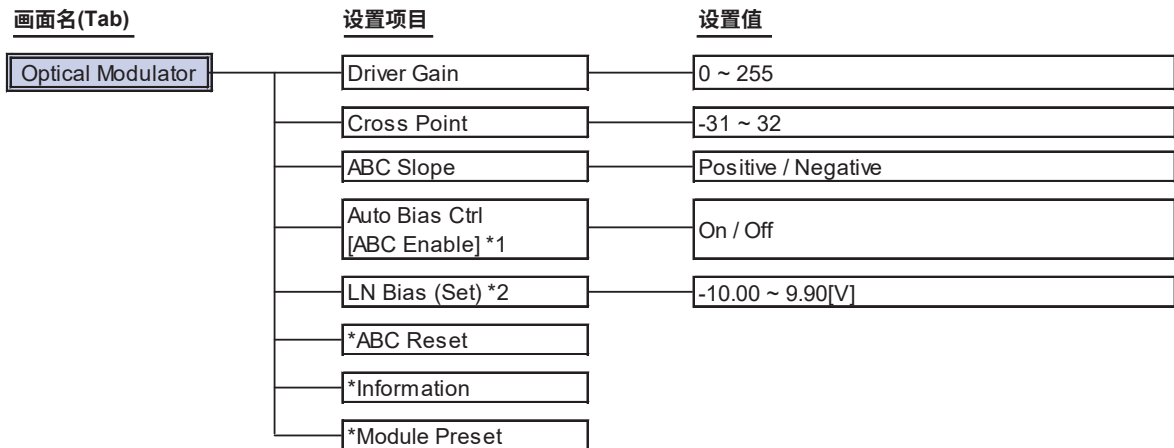 画面名(Tab) 设置项目 设置值
Optical Modulator Driver Gain 0 ~ 255
Cross Point -31 ~ 32
ABC Slope Positive / Negative
Auto Bias Ctrl
[ABC Enable] *1 On / Off
LN Bias (Set) *2 -10.00 ~ 9.90[V]
*ABC Reset
*Information
*Module Preset